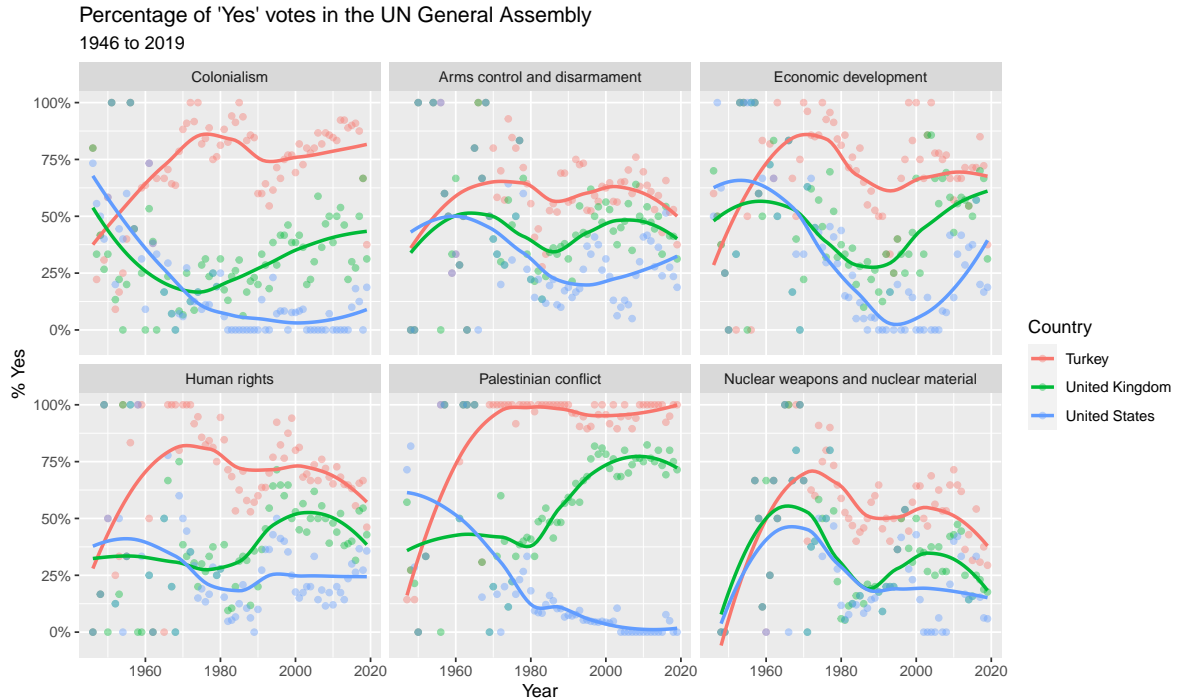 Percentage of 'Yes' votes in the UN General Assembly
1946 to 2019
Colonialism
Arms control and disarmament
Economic development
100%
75%
50%
25%
0%
Human rights
Palestinian conflict
Nuclear weapons and nuclear material
100%
75%
50%
25%
0%
% Yes
1960 1980 2000 2020
1960 1980 2000 2020
1960 1980 2000 2020
Year
Country
Turkey
United Kingdom
United States